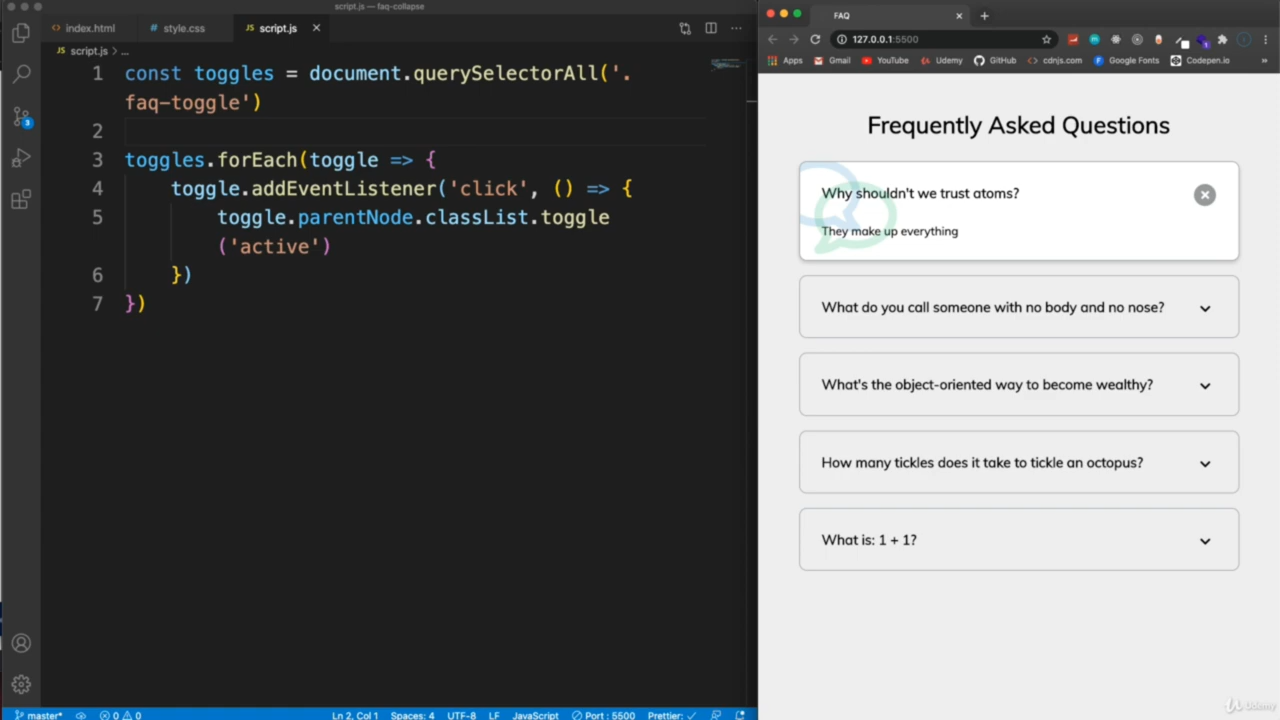 script.js — faq-collapse
index.html
style.css
JS script.js
JS script.js > ...
1 const toggles = document.querySelectorAll('.
faq-toggle')
2
3 toggles.forEach(toggle => {
4 toggle.addEventListener('click', () => {
5 toggle.parentNode.classList.toggle
('active')
6 })
7 })
3
master*
0 0
Ln 2, Col 1
Spaces: 4
UTF-8
LF
JavaScript
Port : 5500
Prettier: ✓
FAQ
127.0.0.1:5500
Apps
Gmail
YouTube
Udemy
GitHub
cdnjs.com
Google Fonts
Codepen.io
»
Frequently Asked Questions
Why shouldn't we trust atoms?
They make up everything
What do you call someone with no body and no nose?
What's the object-oriented way to become wealthy?
How many tickles does it take to tickle an octopus?
What is: 1 + 1?
Udemy